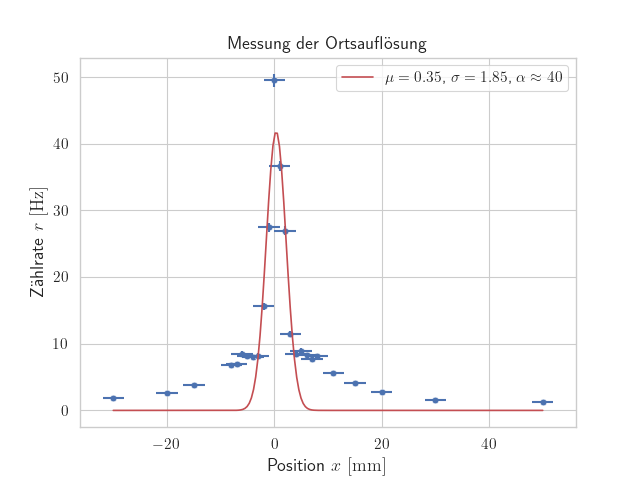 Messung der Ortsauflösung
μ = 0.35, σ = 1.85, α ≈ 40
50
40
30
20
10
0
Zählrate r [Hz]
−20
0
20
40
Position x [mm]